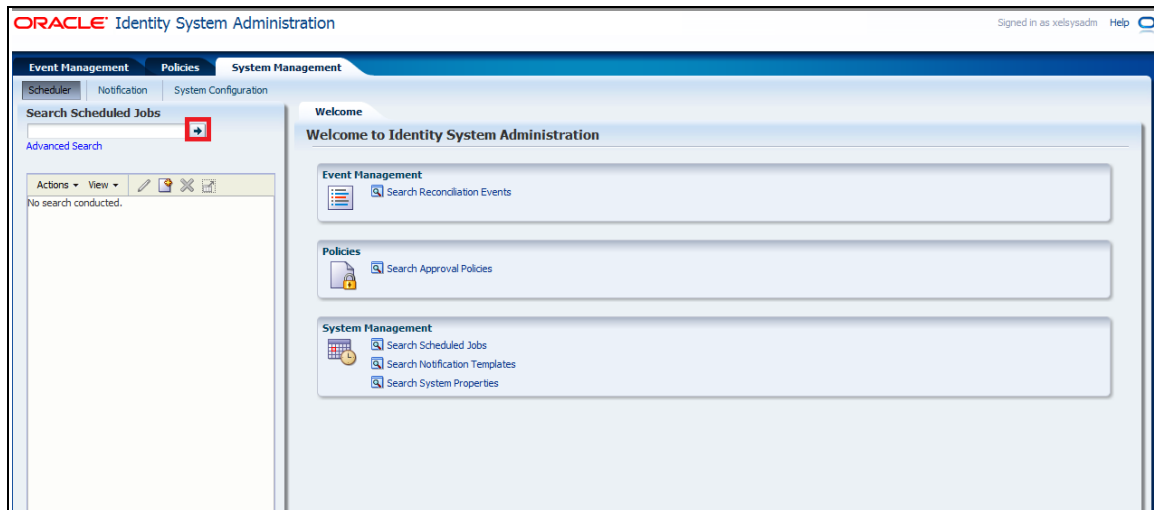 ORACLE Identity System Administration
Signed in as xelsysadm Help
Event Management Policies System Management
Scheduler Notification System Configuration
Search Scheduled Jobs
Advanced Search
Actions View
No search conducted.
Welcome
Welcome to Identity System Administration
Event Management
Search Reconciliation Events
Policies
Search Approval Policies
System Management
Search Scheduled Jobs
Search Notification Templates
Search System Properties